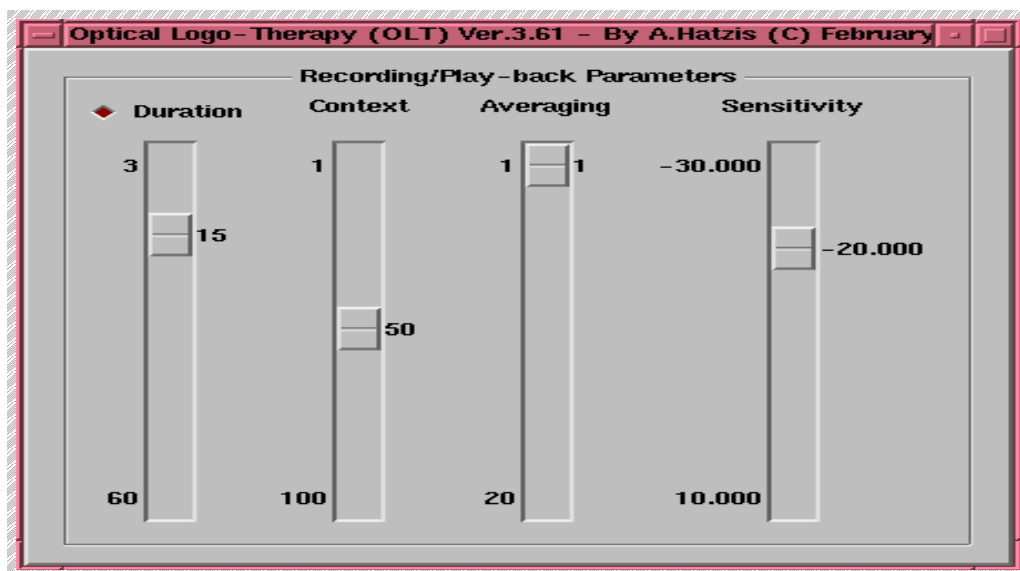 Optical Logo-Therapy (OLT) Ver.3.61 - By A.Hatzis (C) February
Recording/Play-back Parameters
Duration Context Averaging Sensitivity
3 1 1 1 -30.000
15 -20.000
50
60 100 20 10.000